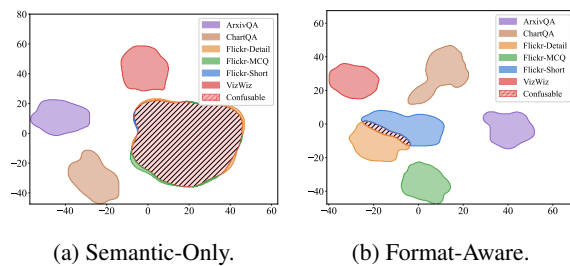 ArxivQA
ChartQA
Flickr-Detail
Flickr-MCQ
Flickr-Short
VizWiz
Confusable
80
60
40
20
0
−20
−40
−40
−20
0
20
40
60
(a) Semantic-Only.
ArxivQA
ChartQA
Flickr-Detail
Flickr-MCQ
Flickr-Short
VizWiz
Confusable
60
40
20
0
−20
−40
−40
−20
0
20
40
60
(b) Format-Aware.